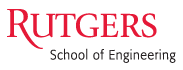 RUTGERS
School of Engineering